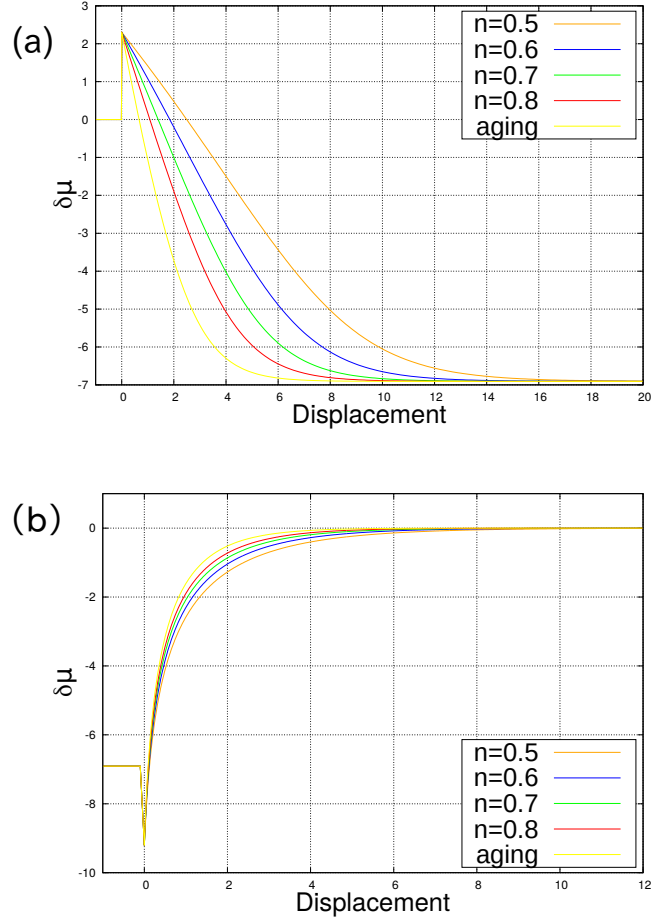 (a)
3
2
1
0
-1
-2
-3
-4
-5
-6
-7
δμ
n=0.5
n=0.6
n=0.7
n=0.8
aging
0 2 4 6 8 10 12 14 16 18 20
Displacement
(b)
0
-2
-4
-6
-8
-10
δμ
n=0.5
n=0.6
n=0.7
n=0.8
aging
0 2 4 6 8 10 12
Displacement